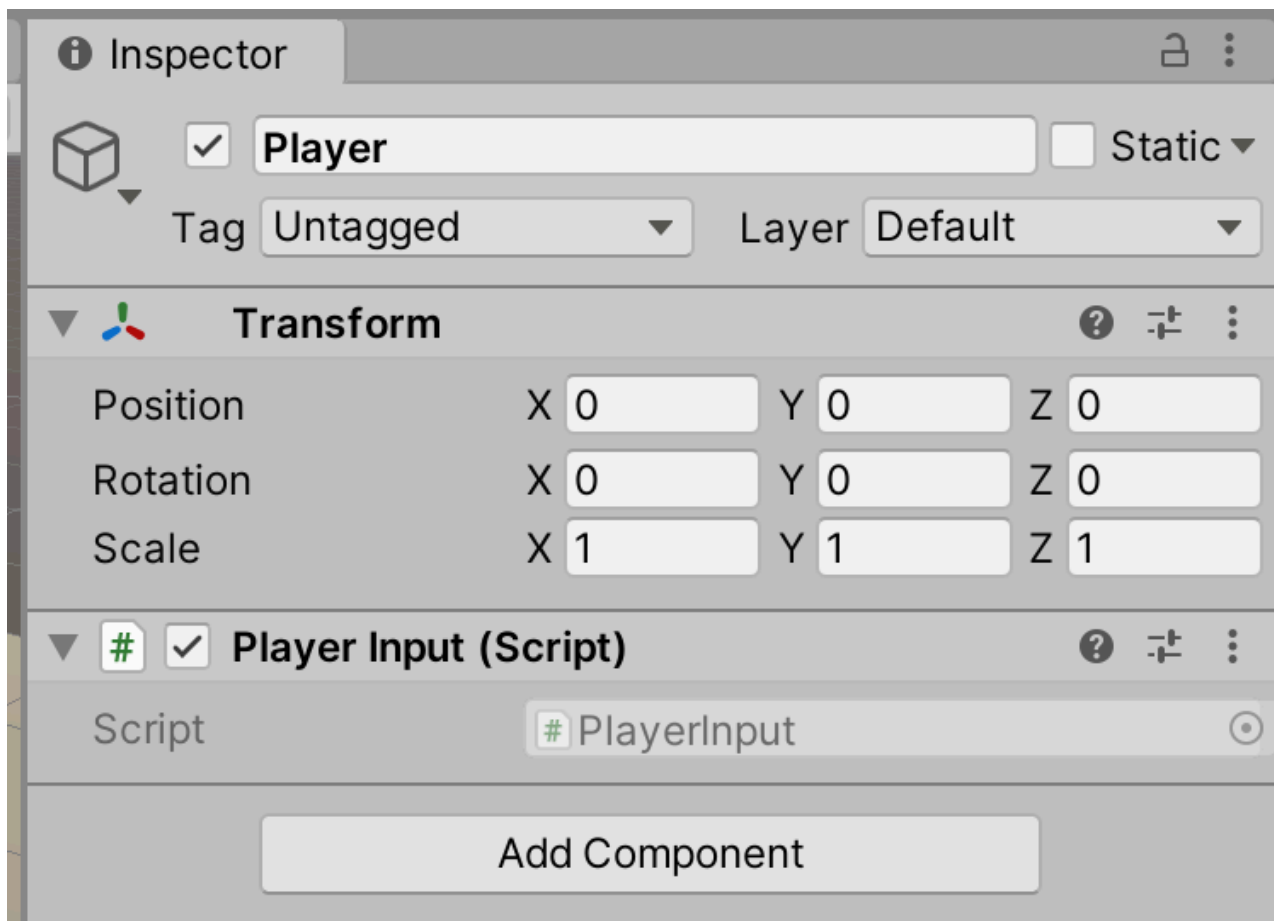 Inspector
Player Static
Tag Untagged Layer Default
Transform
Position X 0 Y 0 Z 0
Rotation X 0 Y 0 Z 0
Scale X 1 Y 1 Z 1
# Player Input (Script)
Script # PlayerInput
Add Component